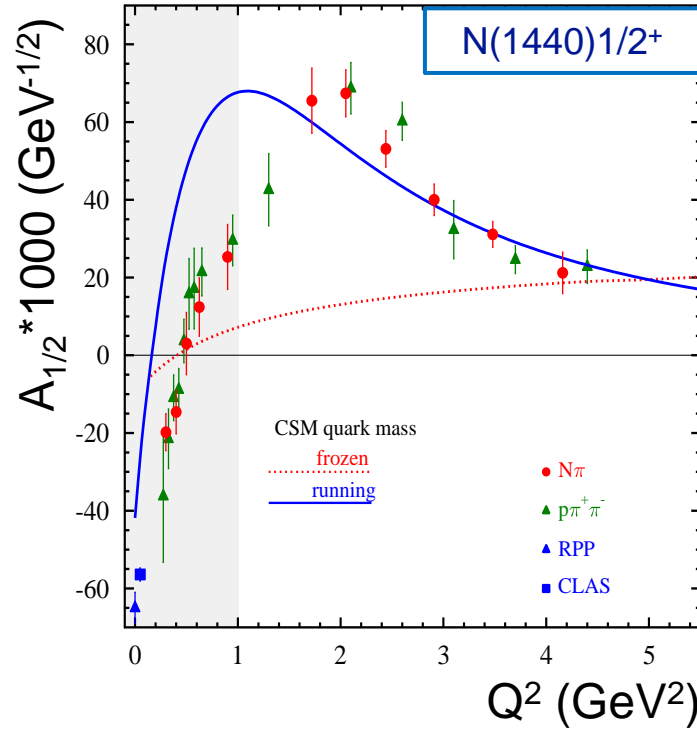 N(1440)1/2⁺
A₁/₂*1000 (GeV⁻¹/²)
80
60
40
20
0
-20
-40
-60
CSM quark mass
frozen
running
Nπ
pπ⁺π⁻
RPP
CLAS
0 1 2 3 4 5
Q² (GeV²)